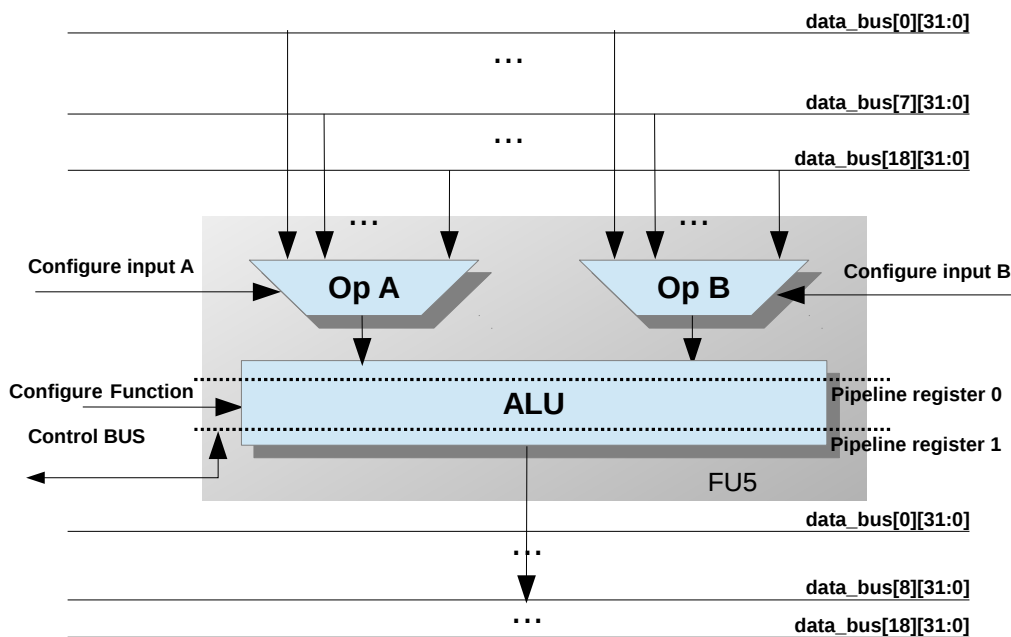 data_bus[0][31:0]
...
data_bus[7][31:0]
...
data_bus[18][31:0]
...
...
Configure input A
Op A
Op B
Configure input B
Configure Function
ALU
Pipeline register 0
Control BUS
Pipeline register 1
FU5
data_bus[0][31:0]
...
data_bus[8][31:0]
...
data_bus[18][31:0]